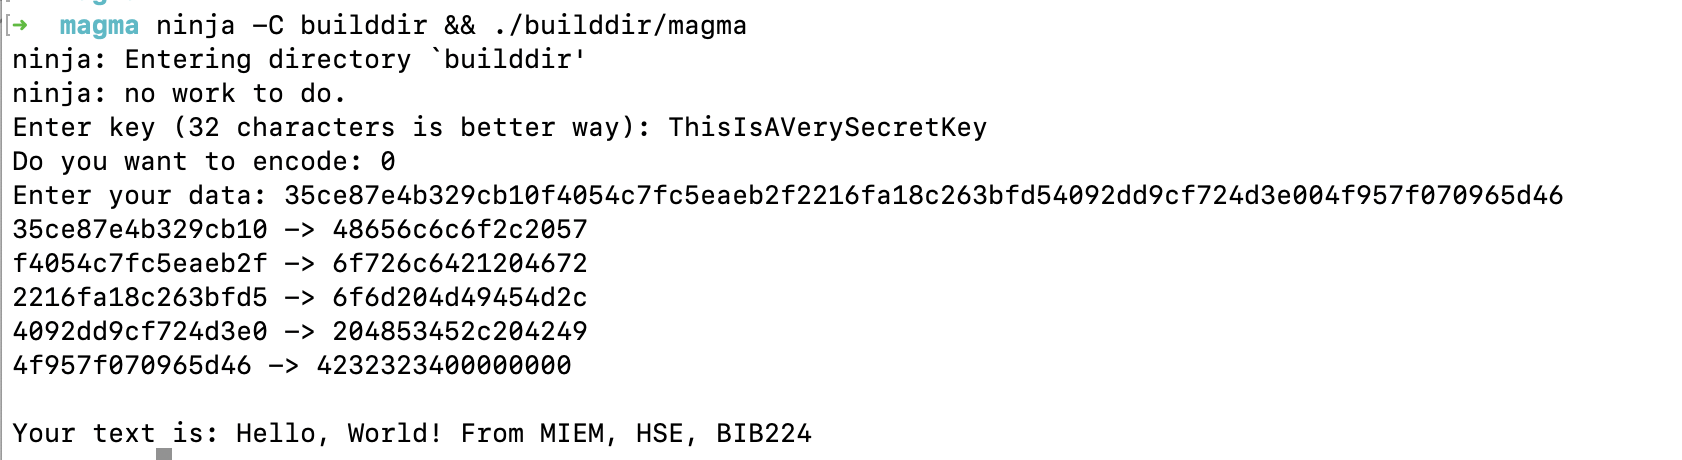 ➜  magma ninja -C builddir && ./builddir/magma
ninja: Entering directory `builddir'
ninja: no work to do.
Enter key (32 characters is better way): ThisIsAVerySecretKey
Do you want to encode: 0
Enter your data: 35ce87e4b329cb10f4054c7fc5eaeb2f2216fa18c263bfd54092dd9cf724d3e004f957f070965d46
35ce87e4b329cb10 -> 48656c6c6f2c2057
f4054c7fc5eaeb2f -> 6f726c6421204672
2216fa18c263bfd5 -> 6f6d204d49454d2c
4092dd9cf724d3e0 -> 204853452c204249
4f957f070965d46 -> 4232323400000000
Your text is: Hello, World! From MIEM, HSE, BIB224